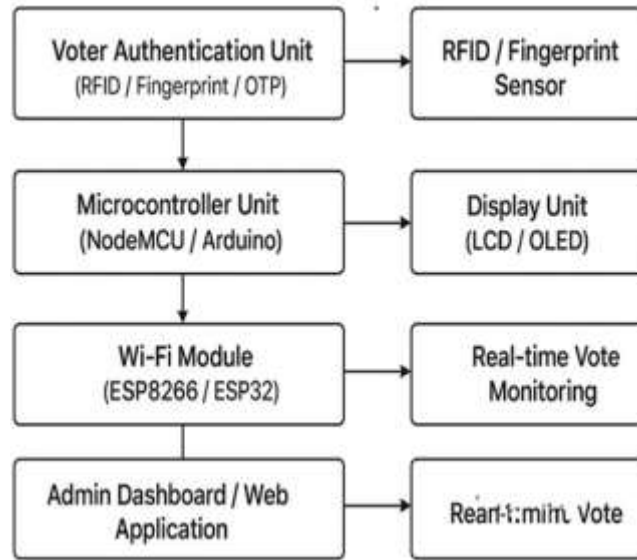 Voter Authentication Unit
(RFID / Fingerprint / OTP)
RFID / Fingerprint
Sensor
Microcontroller Unit
(NodeMCU / Arduino)
Display Unit
(LCD / OLED)
Wi-Fi Module
(ESP8266 / ESP32)
Real-time Vote
Monitoring
Admin Dashboard / Web
Application
Vote